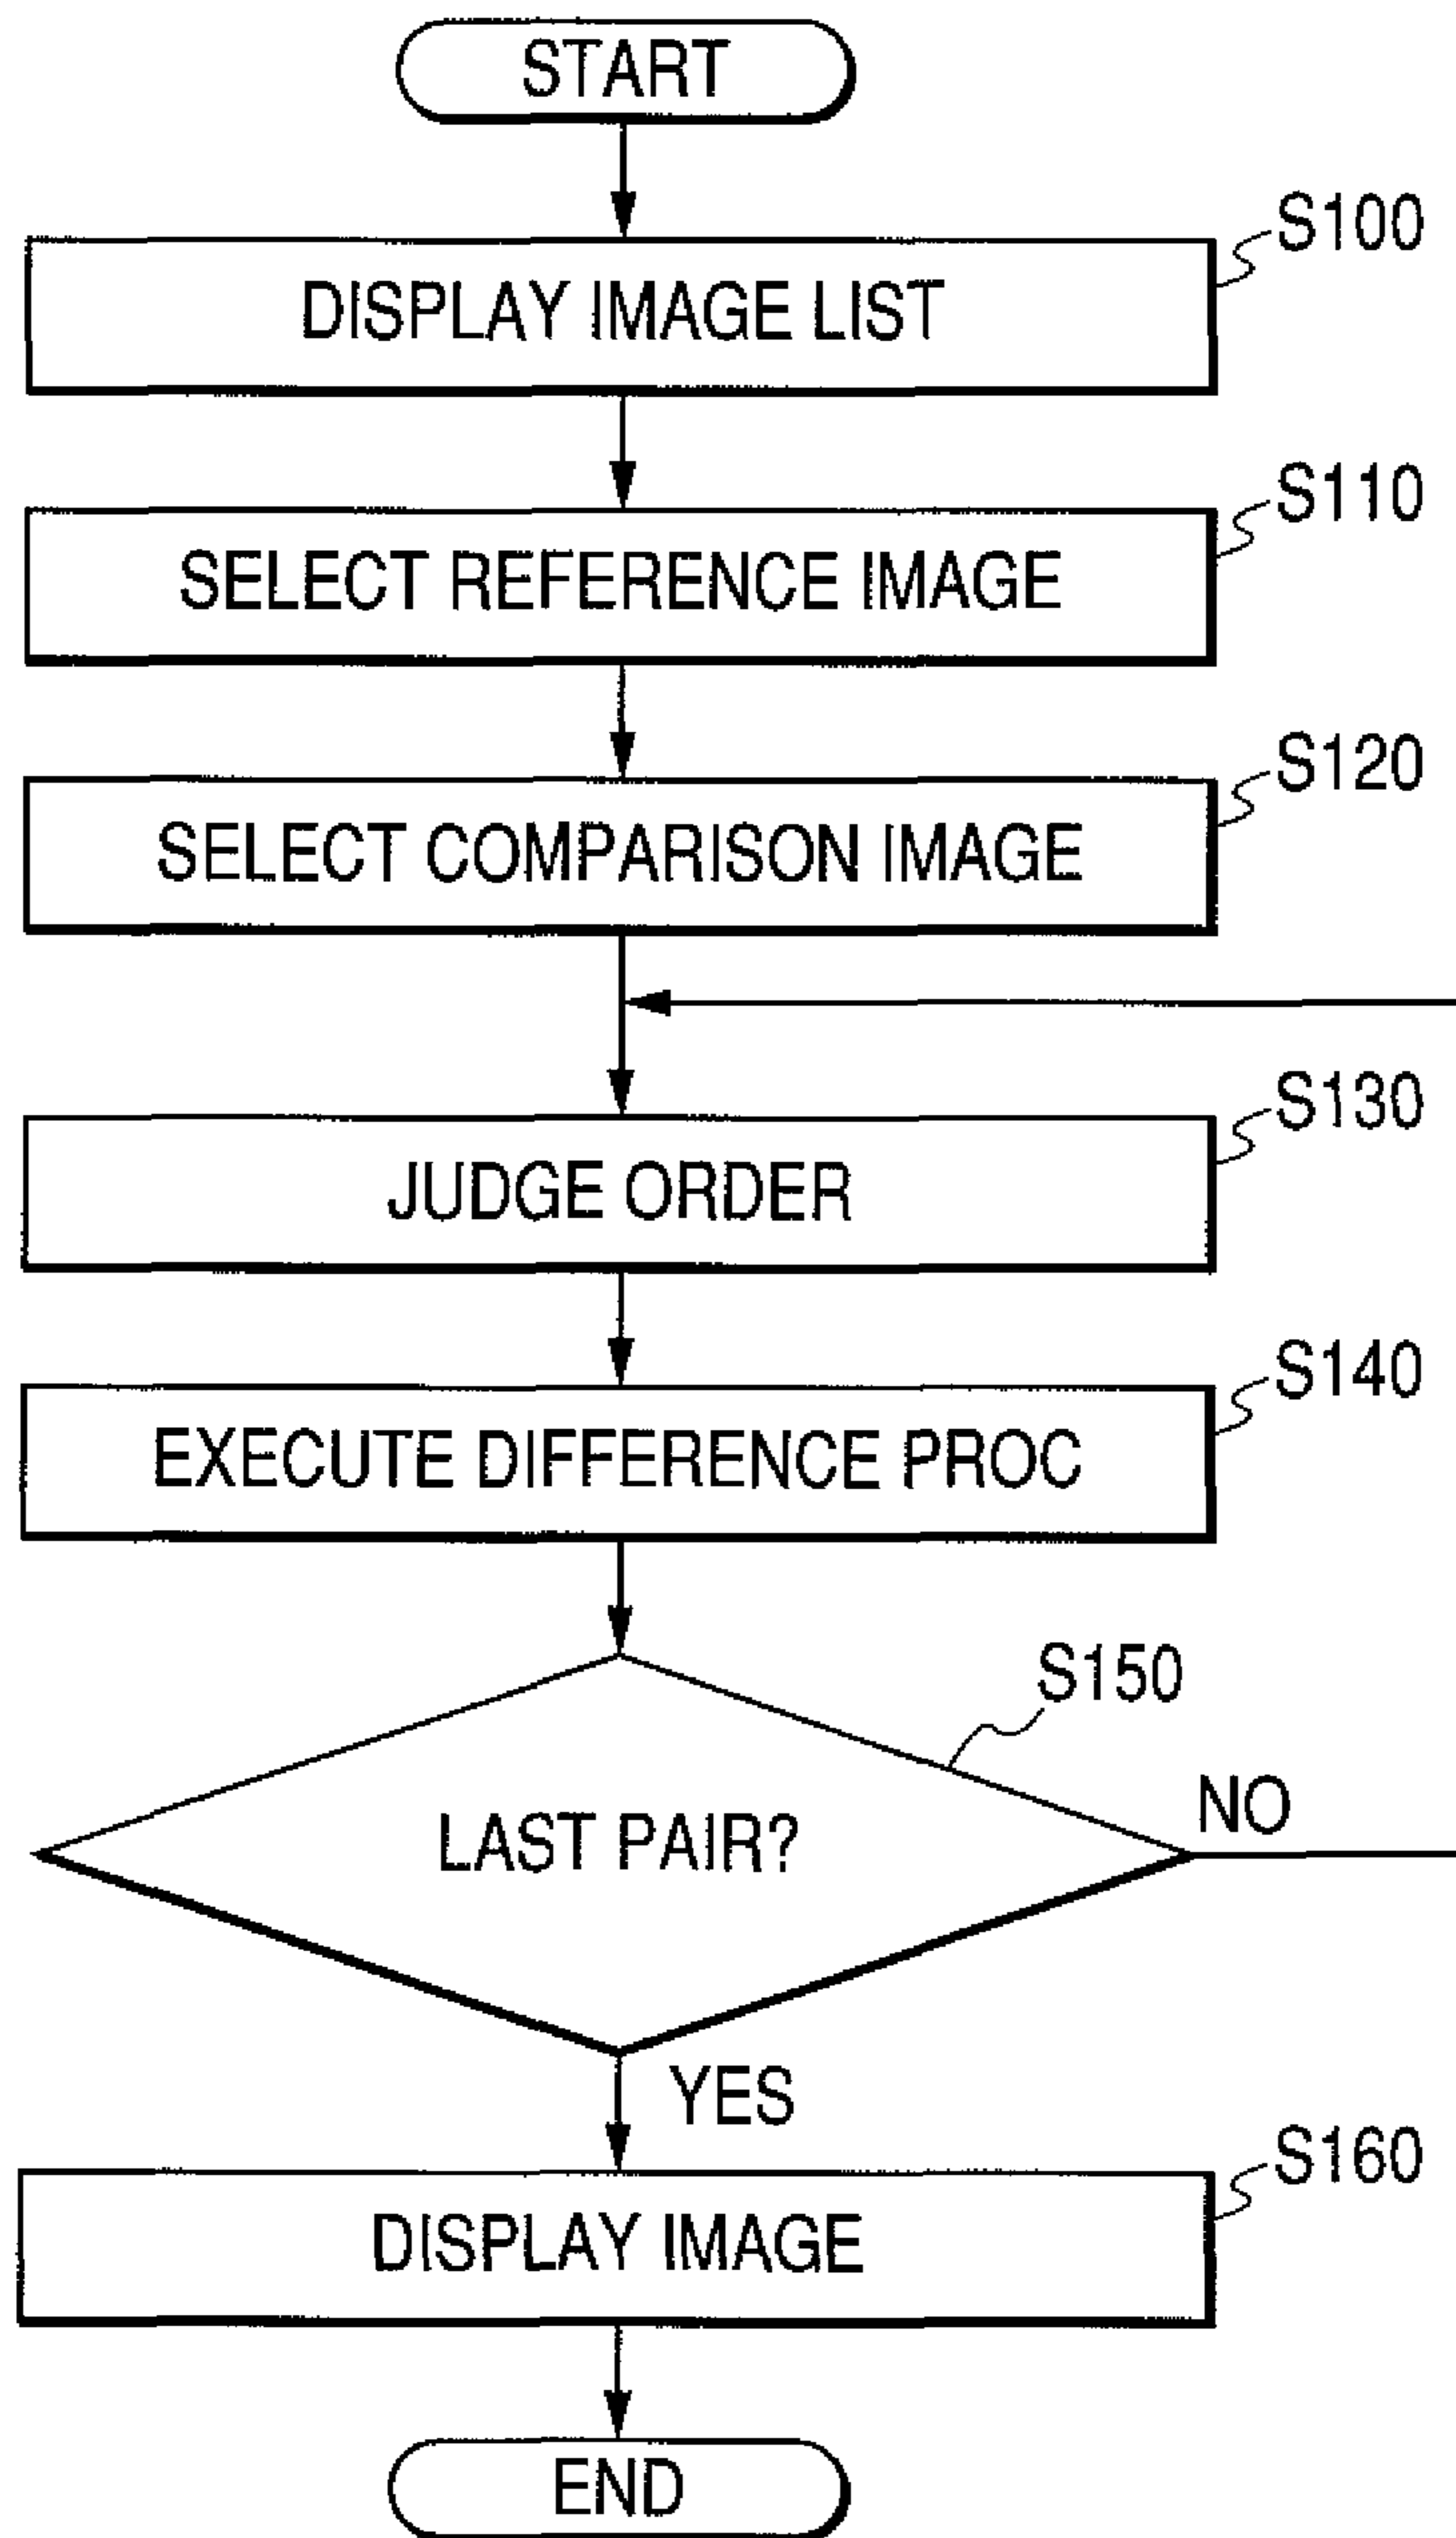 START
S100
DISPLAY IMAGE LIST
S110
SELECT REFERENCE IMAGE
S120
SELECT COMPARISON IMAGE
S130
JUDGE ORDER
S140
EXECUTE DIFFERENCE PROC
S150
LAST PAIR?
NO
YES
S160
DISPLAY IMAGE
END